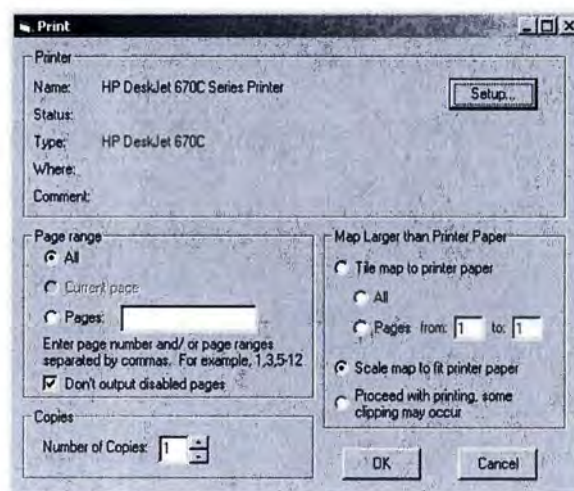 Print
Printer
Name: HP DeskJet 670C Series Printer
Setup...
Status:
Type: HP DeskJet 670C
Where:
Comment:
Page range
All
Current page
Pages:
Enter page number and/ or page ranges
separated by commas. For example, 1,3,5-12
Don't output disabled pages
Copies
Number of Copies: 1
Map Larger than Printer Paper
Tile map to printer paper
All
Pages from: 1 to: 1
Scale map to fit printer paper
Proceed with printing, some
clipping may occur
OK
Cancel